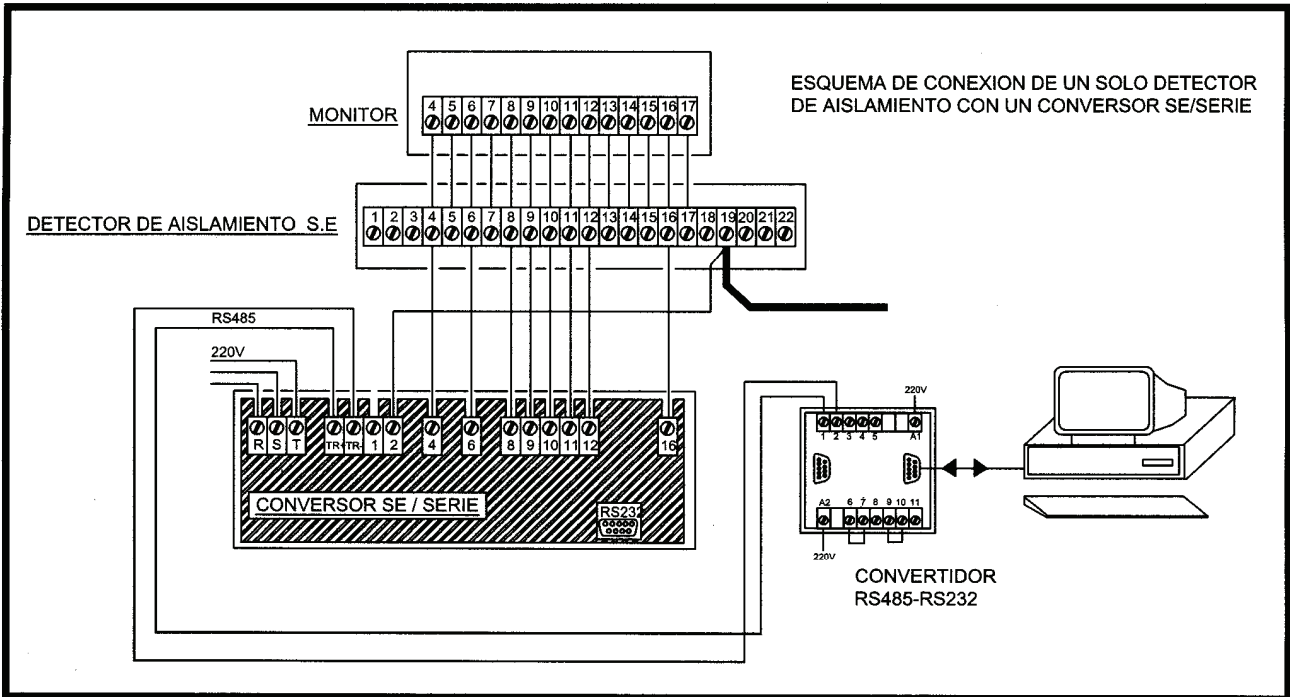 ESQUEMA DE CONEXION DE UN SOLO DETECTOR
DE AISLAMIENTO CON UN CONVERSOR SE/SERIE
MONITOR
4 5 6 7 8 9 10 11 12 13 14 15 16 17
DETECTOR DE AISLAMIENTO S.E
1 2 3 4 5 6 7 8 9 10 11 12 13 14 15 16 17 18 19 20 21 22
RS485
220V
R S T TR+ TR- 1 2 4 6 8 9 10 11 12 16
CONVERSOR SE / SERIE
RS232
220V
1 2 3 4 5 A1
A2 6 7 8 9 10 11
220V
CONVERTIDOR
RS485-RS232